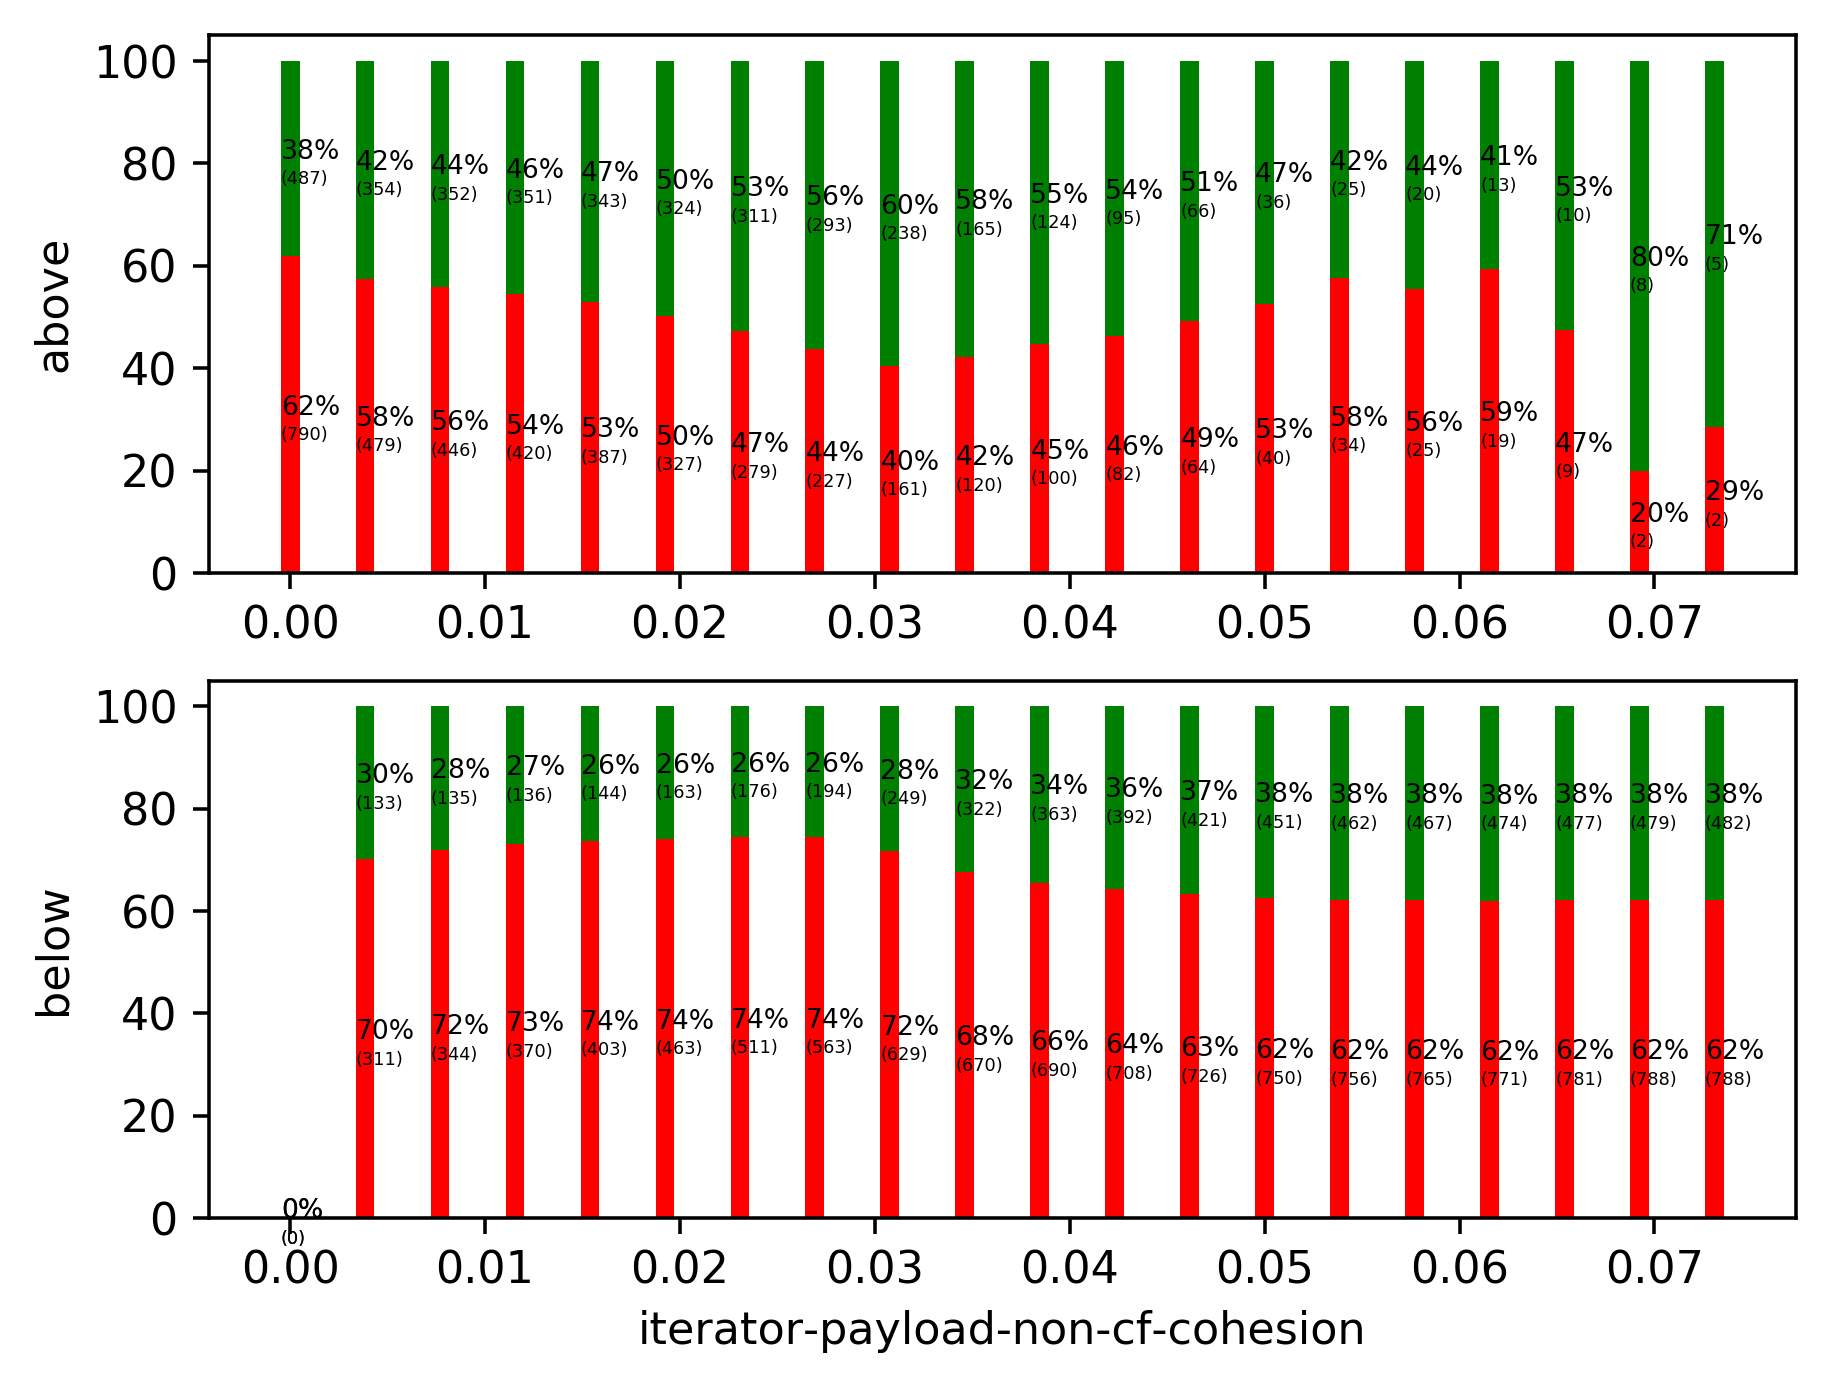 100
80
60
40
20
0
above
38% 42% 44% 46% 47% 50% 53% 56% 60% 58% 55% 54% 51% 47% 42% 44% 41% 53% 80% 71%
(487) (354) (352) (351) (343) (324) (311) (293) (238) (165) (124) (95) (66) (36) (25) (20) (13) (10) (8) (5)
62% 58% 56% 54% 53% 50% 47% 44% 40% 42% 45% 46% 49% 53% 58% 56% 59% 47% 20% 29%
(790) (479) (446) (420) (387) (327) (279) (227) (161) (120) (100) (82) (64) (40) (34) (25) (19) (9) (2) (2)
0.00 0.01 0.02 0.03 0.04 0.05 0.06 0.07
100
80
60
40
20
0
below
30% 28% 27% 26% 26% 26% 26% 28% 32% 34% 36% 37% 38% 38% 38% 38% 38% 38% 38%
(133) (135) (136) (144) (163) (176) (194) (249) (322) (363) (392) (421) (451) (462) (467) (474) (477) (479) (482)
70% 72% 73% 74% 74% 74% 74% 72% 68% 66% 64% 63% 62% 62% 62% 62% 62% 62% 62%
(311) (344) (370) (403) (463) (511) (563) (629) (670) (690) (708) (726) (750) (756) (765) (771) (781) (788) (788)
0%
(0)
0.00 0.01 0.02 0.03 0.04 0.05 0.06 0.07
iterator-payload-non-cf-cohesion